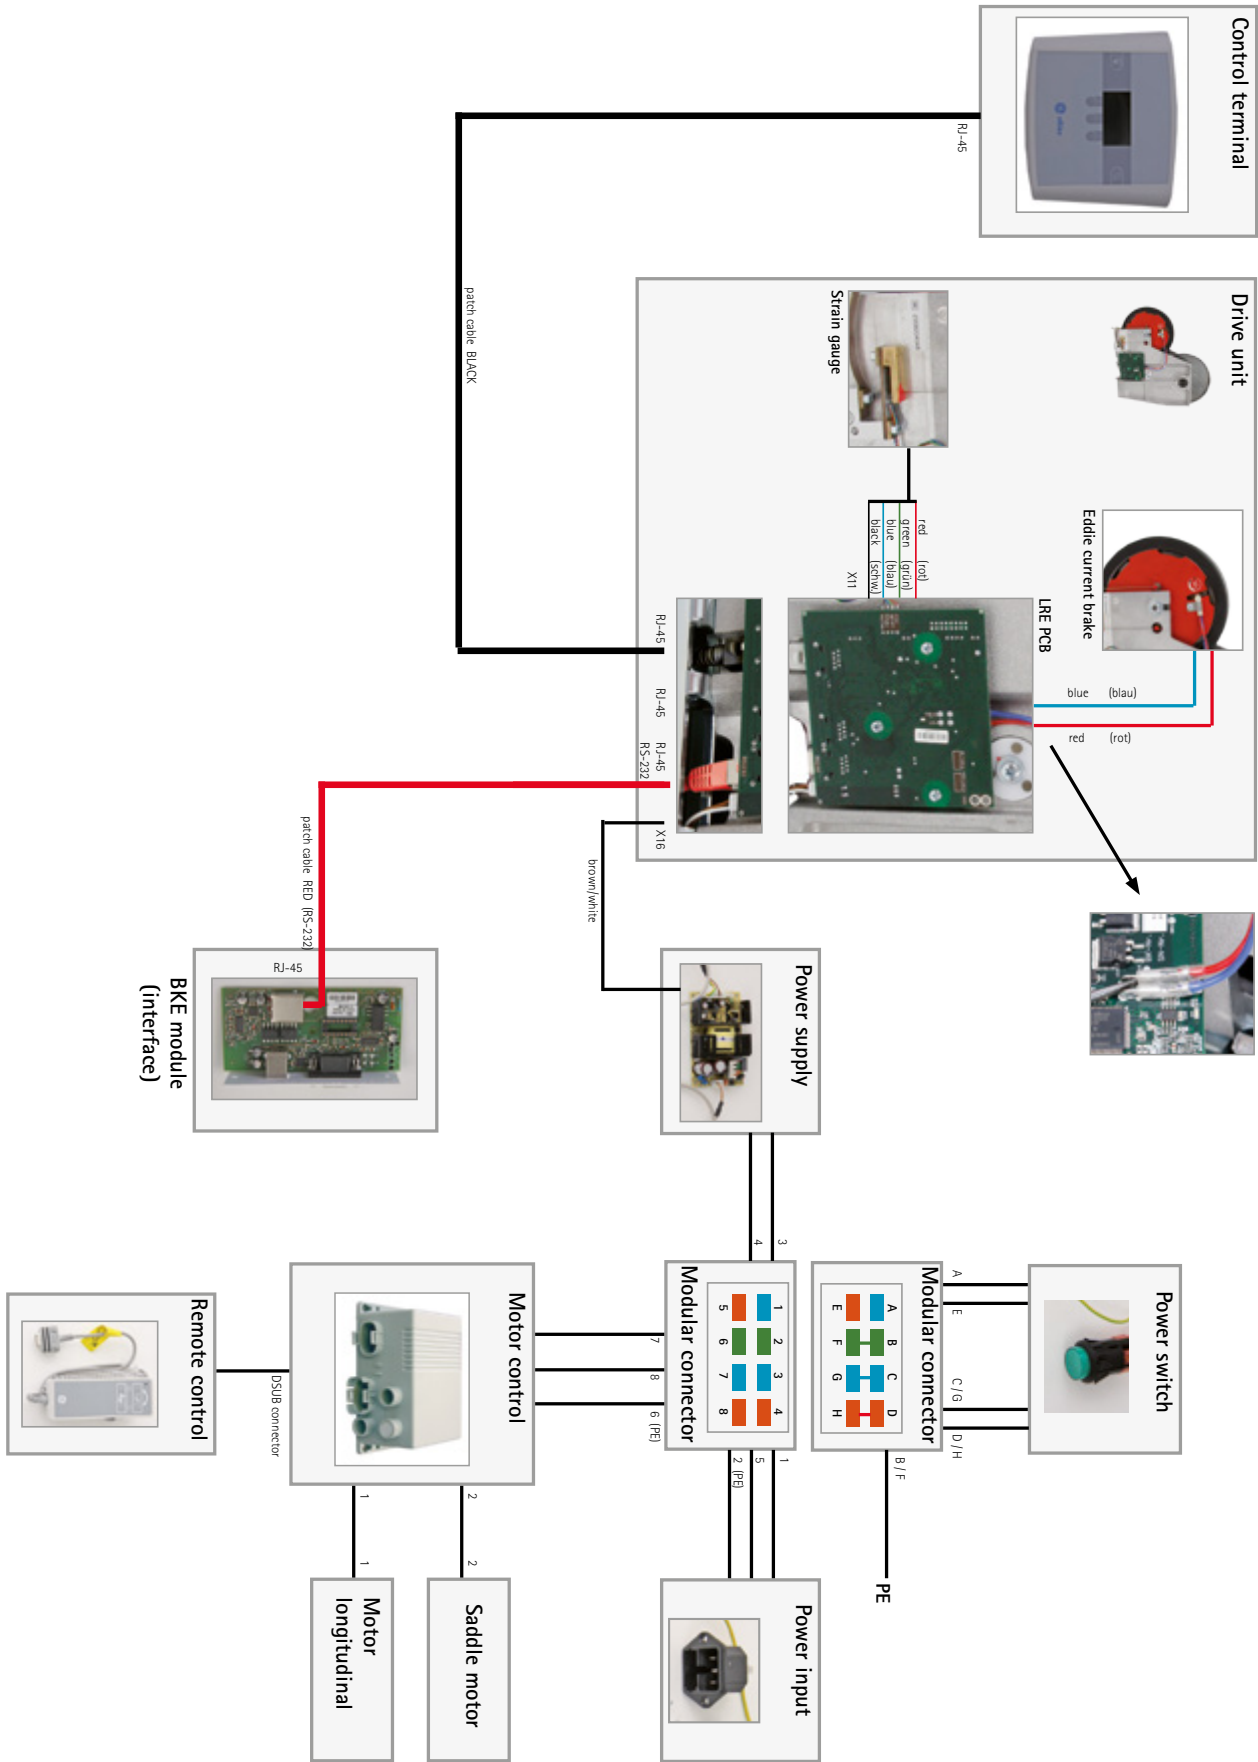 Control terminal
RJ-45
patch cable BLACK
Drive unit
Strain gauge
red (rot)
green (grün)
blue (blau)
black (schw.)
X11
Eddie current brake
LRE PCB
blue (blau)
red (rot)
RJ-45
RJ-45
RJ-45
RS-232
X16
brown/white
patch cable RED (RS-232)
RJ-45
BKE module
(interface)
Power supply
3
4
Power switch
A
E
C / G
D / H
Modular connector
A
B
C
D
E
F
G
H
B / F
PE
Modular connector
1
2
3
4
5
6
7
8
1
5
2 (PE)
Power input
7
8
6 (PE)
Motor control
DSUB connector
Remote control
2
2
Saddle motor
1
1
Motor
longitudinal